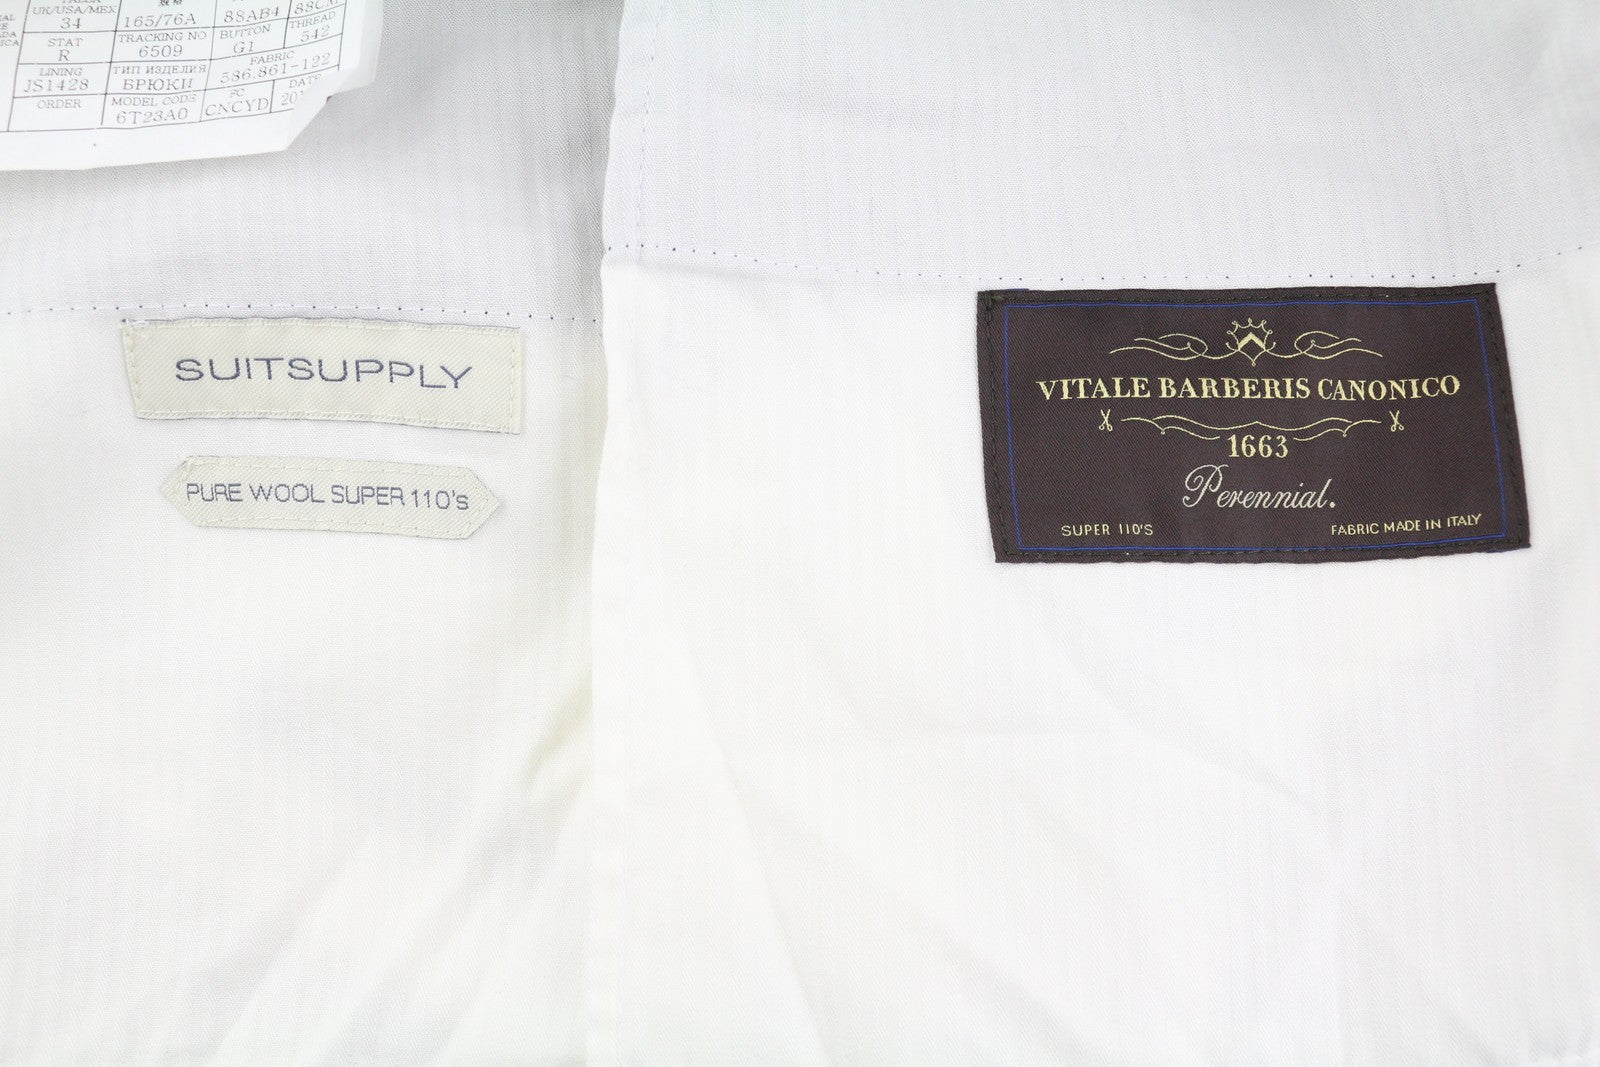 UK/USA/MEX 165/76A 88AB4 88CM
34
STAT TRACKING NO BUTTON THREAD
R 6509 G1 542
LINING ТИП ИЗДЕЛИЯ FABRIC
JS1428 БРЮКИ 586.861-122
ORDER MODEL CODE FC DATE
6T23A0 CNCYD
SUITSUPPLY
PURE WOOL SUPER 110's
VITALE BARBERIS CANONICO
1663
Perennial.
SUPER 110'S FABRIC MADE IN ITALY